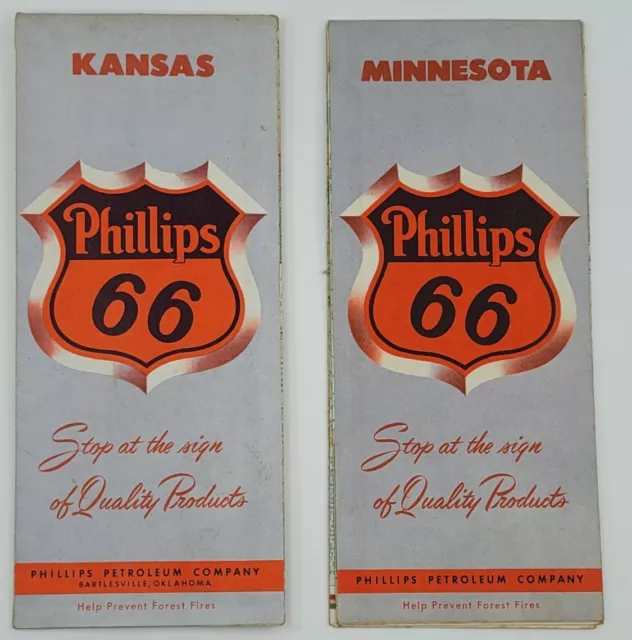 KANSAS
Phillips
66
Stop at the sign
of Quality Products
PHILLIPS PETROLEUM COMPANY
BARTLESVILLE, OKLAHOMA
Help Prevent Forest Fires
MINNESOTA
Phillips
66
Stop at the sign
of Quality Products
PHILLIPS PETROLEUM COMPANY
Help Prevent Forest Fires